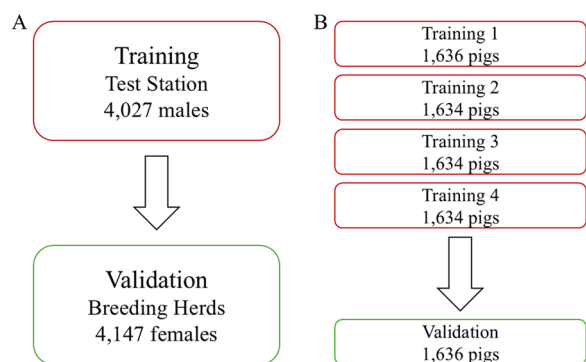 A
Training
Test Station
4,027 males
Validation
Breeding Herds
4,147 females
B
Training 1
1,636 pigs
Training 2
1,634 pigs
Training 3
1,634 pigs
Training 4
1,634 pigs
Validation
1,636 pigs